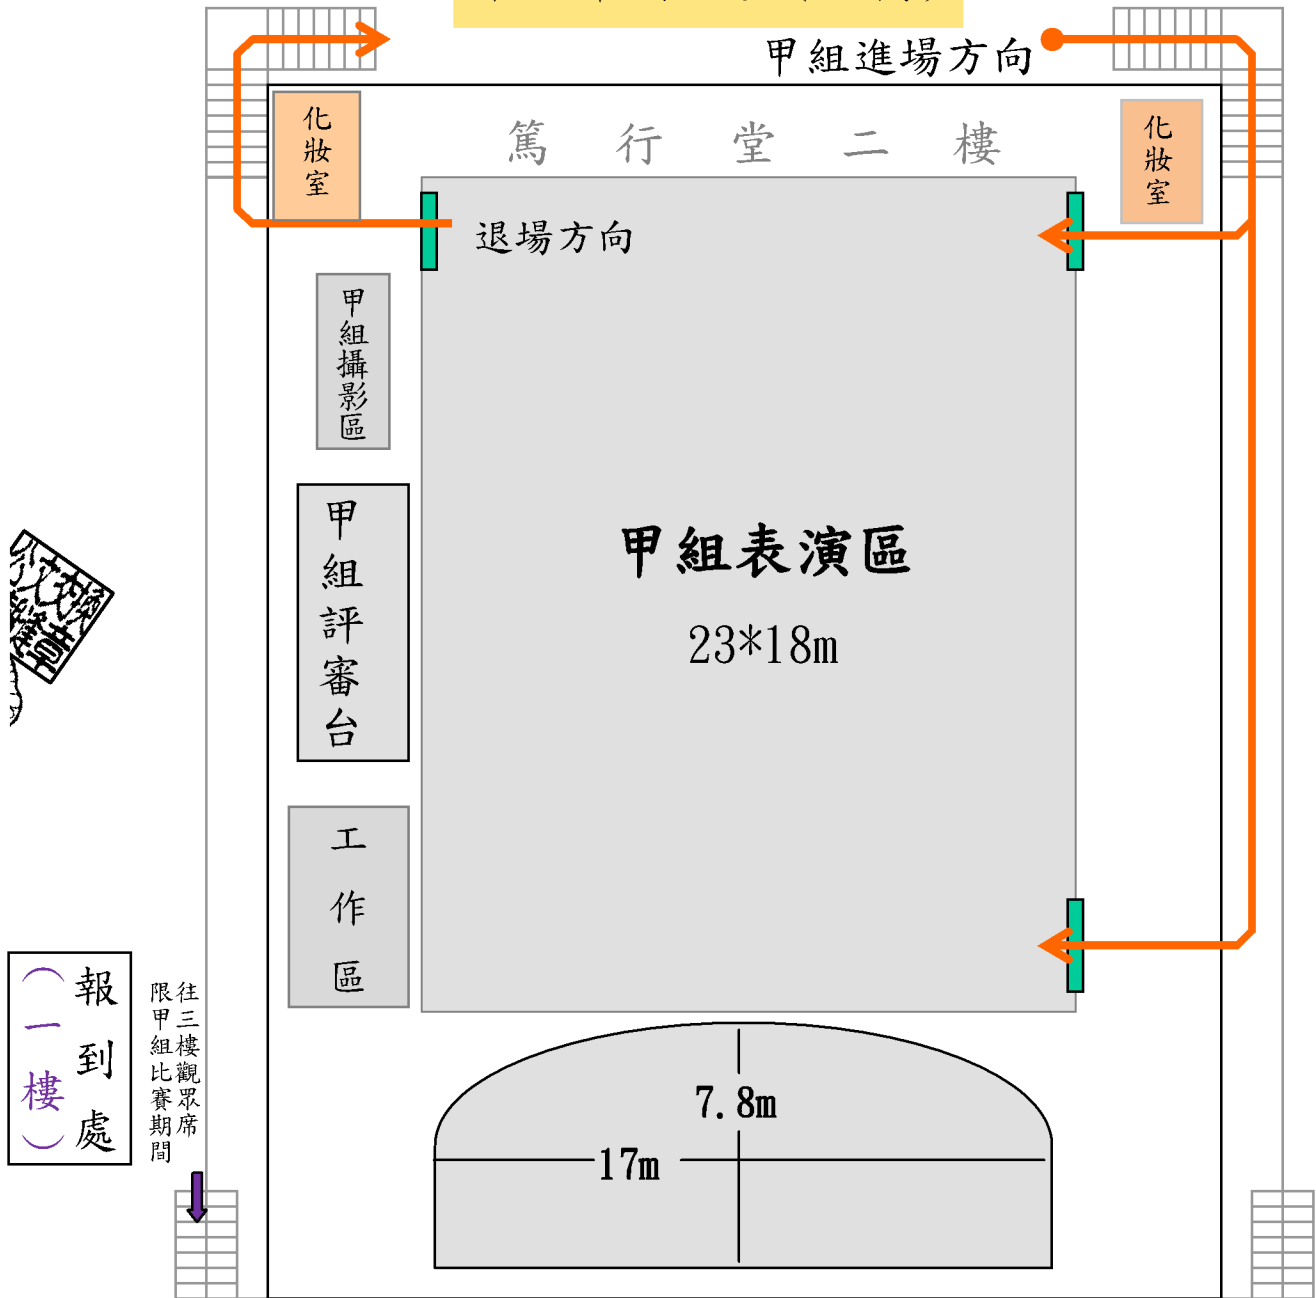 甲組進場方向
化妝室
篤行堂二樓
化妝室
退場方向
甲組攝影區
甲組表演區
23*18m
甲組評審台
工作區
報到處
（一樓）
往三樓觀眾席
限甲組比賽期間
7.8m
17m